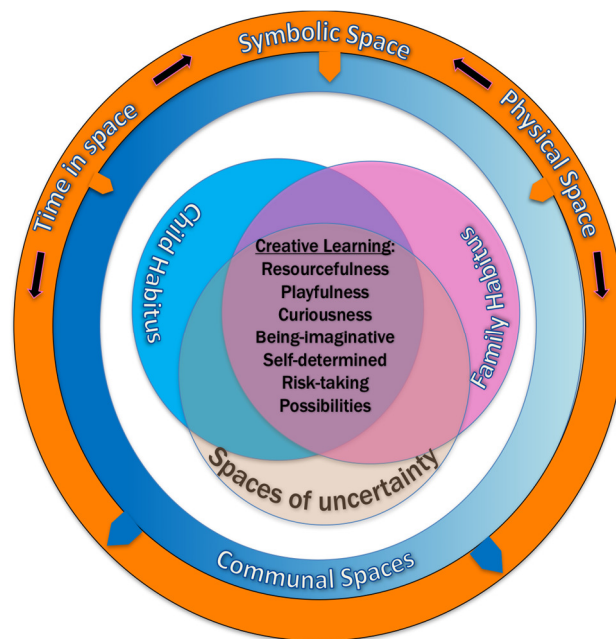 Symbolic Space
Time in space
Physical Space
Child Habitus
Family Habitus
Creative Learning:
Resourcefulness
Playfulness
Curiousness
Being-imaginative
Self-determined
Risk-taking
Possibilities
Spaces of uncertainty
Communal Spaces